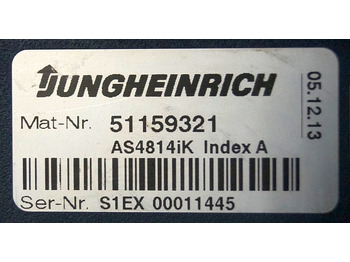 JUNGHEINRICH
Mat-Nr. 51159321
AS4814iK Index A
Ser-Nr. S1EX 00011445
05.12.13